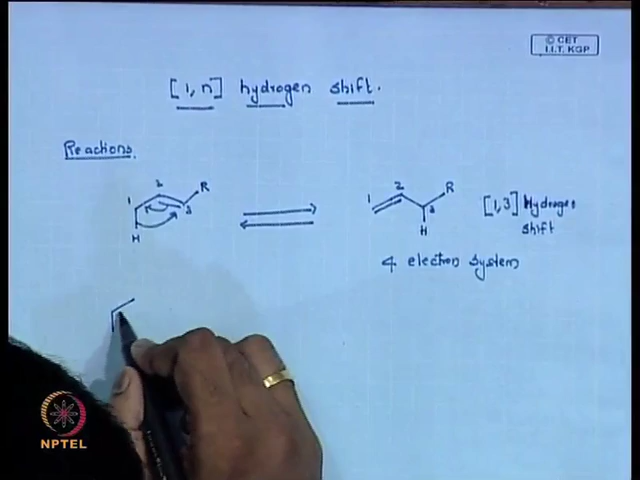 © CET
I.I.T. KGP
[1,n] hydrogen shift.
Reactions.
1 2 3 R
H
1 2 3 R
H
[1,3] Hydrogen
shift
4 electron system
NPTEL